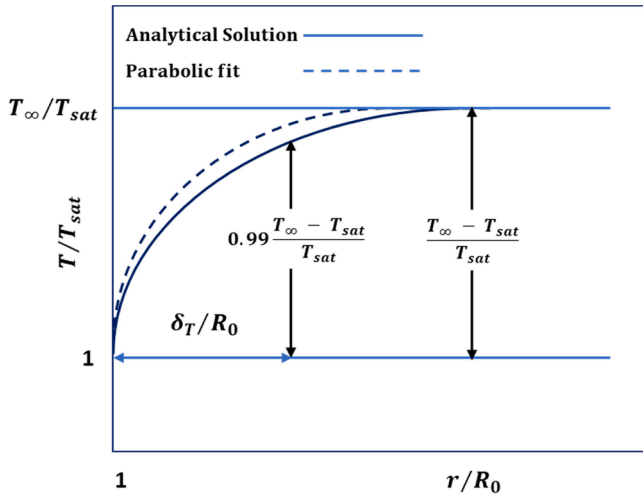 Analytical Solution
Parabolic fit
T∞/Tsat
T/Tsat
0.99 (T∞ − Tsat)/Tsat
(T∞ − Tsat)/Tsat
δT/R0
1
1
r/R0